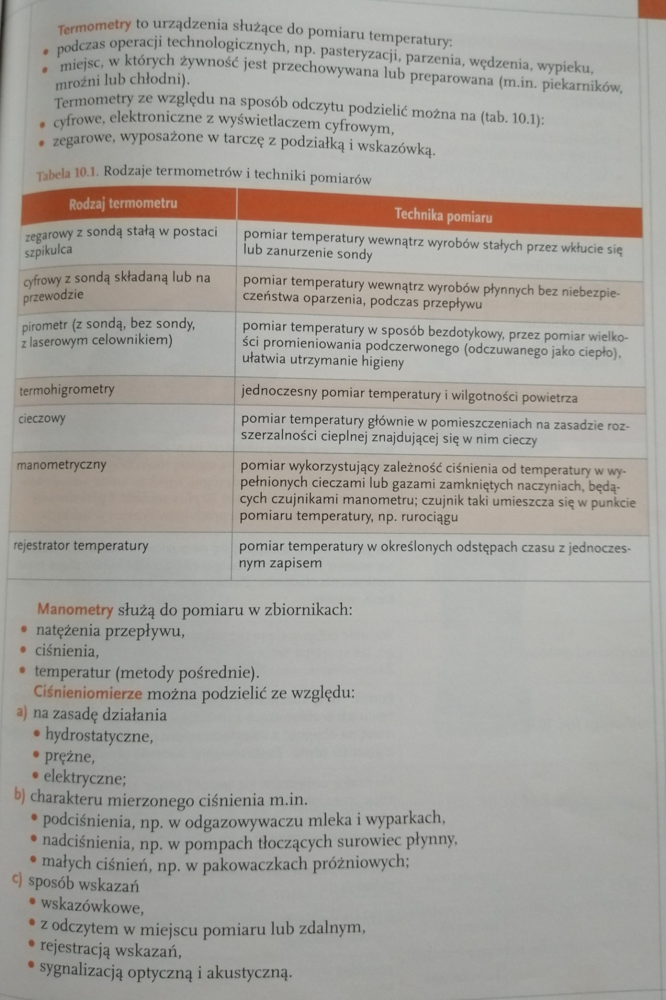 Termometry to urządzenia służące do pomiaru temperatury:
• podczas operacji technologicznych, np. pasteryzacji, parzenia, wędzenia, wypieku,
• miejsc, w których żywność jest przechowywana lub preparowana (m.in. piekarników,
mroźni lub chłodni).
Termometry ze względu na sposób odczytu podzielić można na (tab. 10.1):
• cyfrowe, elektroniczne z wyświetlaczem cyfrowym,
• zegarowe, wyposażone w tarczę z podziałką i wskazówką.
Tabela 10.1. Rodzaje termometrów i techniki pomiarów
Rodzaj termometru
Technika pomiaru
zegarowy z sondą stałą w postaci
szpikulca
pomiar temperatury wewnątrz wyrobów stałych przez wkłucie się
lub zanurzenie sondy
cyfrowy z sondą składaną lub na
przewodzie
pomiar temperatury wewnątrz wyrobów płynnych bez niebezpie-
czeństwa oparzenia, podczas przepływu
pirometr (z sondą, bez sondy,
z laserowym celownikiem)
pomiar temperatury w sposób bezdotykowy, przez pomiar wielko-
ści promieniowania podczerwonego (odczuwanego jako ciepło),
ułatwia utrzymanie higieny
termohigrometry
jednoczesny pomiar temperatury i wilgotności powietrza
cieczowy
pomiar temperatury głównie w pomieszczeniach na zasadzie roz-
szerzalności cieplnej znajdującej się w nim cieczy
manometryczny
pomiar wykorzystujący zależność ciśnienia od temperatury w wy-
pełnionych cieczami lub gazami zamkniętych naczyniach, będą-
cych czujnikami manometru; czujnik taki umieszcza się w punkcie
pomiaru temperatury, np. rurociągu
rejestrator temperatury
pomiar temperatury w określonych odstępach czasu z jednoczes-
nym zapisem
Manometry służą do pomiaru w zbiornikach:
• natężenia przepływu,
• ciśnienia,
• temperatur (metody pośrednie).
Ciśnieniomierze można podzielić ze względu:
a) na zasadę działania
• hydrostatyczne,
• prężne,
• elektryczne;
b) charakteru mierzonego ciśnienia m.in.
• podciśnienia, np. w odgazowywaczu mleka i wyparkach,
• nadciśnienia, np. w pompach tłoczących surowiec płynny,
• małych ciśnień, np. w pakowaczkach próżniowych;
c) sposób wskazań
• wskazówkowe,
• z odczytem w miejscu pomiaru lub zdalnym,
• rejestracją wskazań,
• sygnalizacją optyczną i akustyczną.